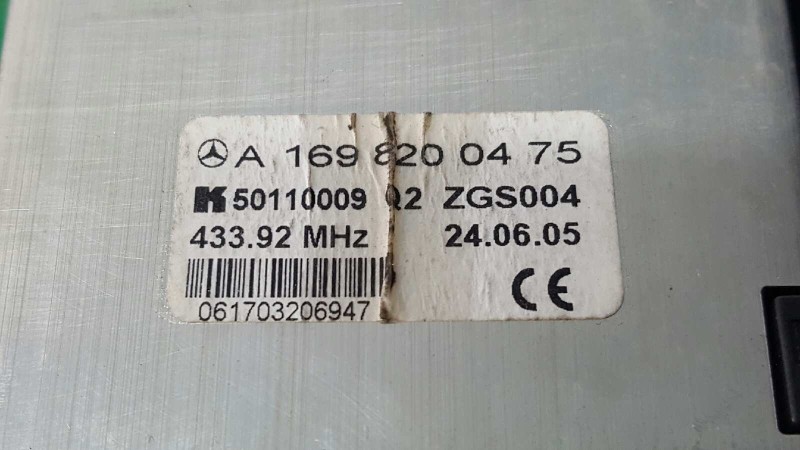 A 169 820 04 75
K 50110009 Q2 ZGS004
433.92 MHz 24.06.05
CE
061703206947